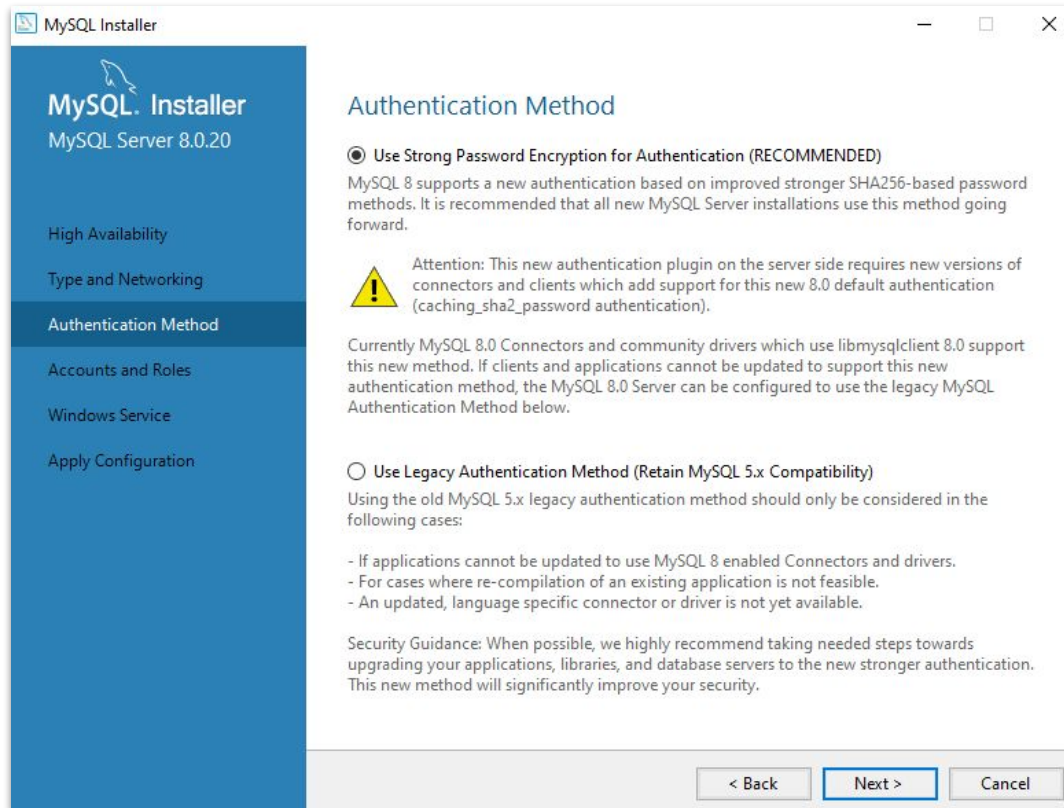 MySQL Installer
MySQL. Installer
MySQL Server 8.0.20
High Availability
Type and Networking
Authentication Method
Accounts and Roles
Windows Service
Apply Configuration
Authentication Method
Use Strong Password Encryption for Authentication (RECOMMENDED)
MySQL 8 supports a new authentication based on improved stronger SHA256-based password
methods. It is recommended that all new MySQL Server installations use this method going
forward.
Attention: This new authentication plugin on the server side requires new versions of
connectors and clients which add support for this new 8.0 default authentication
(caching_sha2_password authentication).
Currently MySQL 8.0 Connectors and community drivers which use libmysqlclient 8.0 support
this new method. If clients and applications cannot be updated to support this new
authentication method, the MySQL 8.0 Server can be configured to use the legacy MySQL
Authentication Method below.
Use Legacy Authentication Method (Retain MySQL 5.x Compatibility)
Using the old MySQL 5.x legacy authentication method should only be considered in the
following cases:
- If applications cannot be updated to use MySQL 8 enabled Connectors and drivers.
- For cases where re-compilation of an existing application is not feasible.
- An updated, language specific connector or driver is not yet available.
Security Guidance: When possible, we highly recommend taking needed steps towards
upgrading your applications, libraries, and database servers to the new stronger authentication.
This new method will significantly improve your security.
< Back
Next >
Cancel